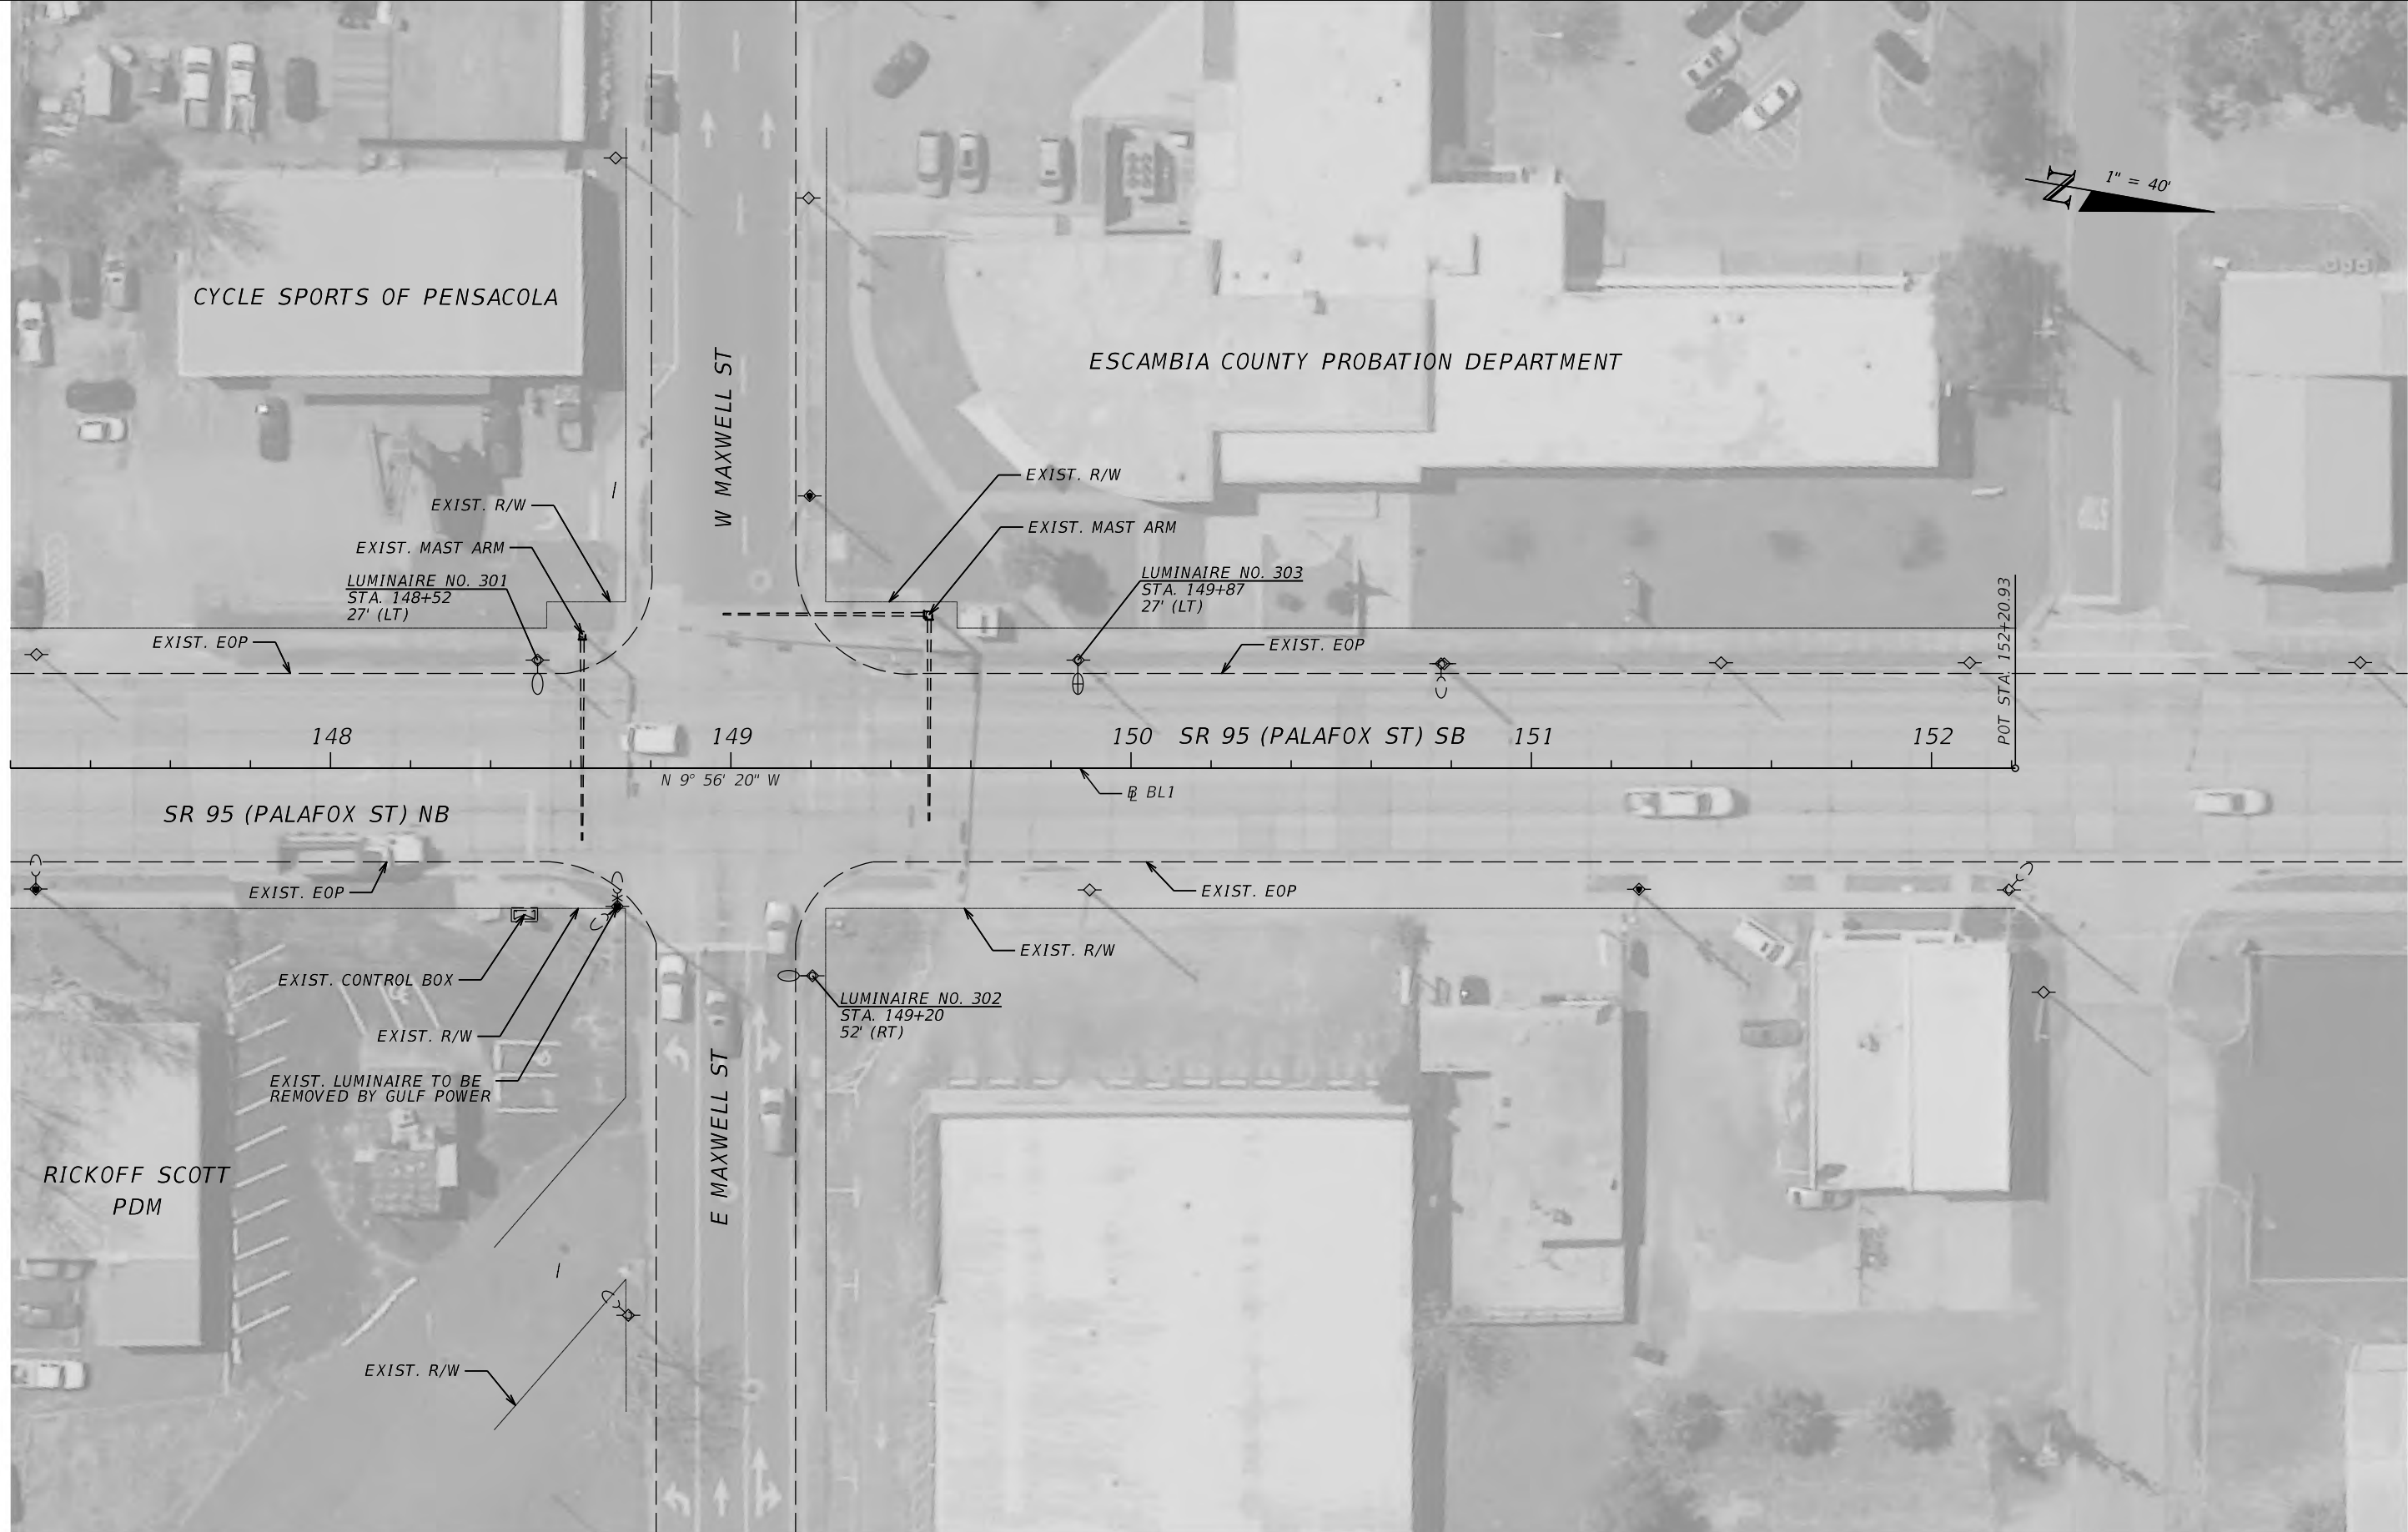 1" = 40'
N
CYCLE SPORTS OF PENSACOLA
ESCAMBIA COUNTY PROBATION DEPARTMENT
W MAXWELL ST
EXIST. R/W
EXIST. R/W
EXIST. MAST ARM
EXIST. MAST ARM
LUMINAIRE NO. 301
STA. 148+52
27' (LT)
LUMINAIRE NO. 303
STA. 149+87
27' (LT)
EXIST. EOP
EXIST. EOP
POT STA. 152+20.93
148
149
150
SR 95 (PALAFOX ST) SB
151
152
N 9° 56' 20" W
BL BL1
SR 95 (PALAFOX ST) NB
EXIST. EOP
EXIST. EOP
EXIST. R/W
EXIST. CONTROL BOX
LUMINAIRE NO. 302
STA. 149+20
52' (RT)
EXIST. R/W
EXIST. LUMINAIRE TO BE
REMOVED BY GULF POWER
E MAXWELL ST
RICKOFF SCOTT
PDM
EXIST. R/W